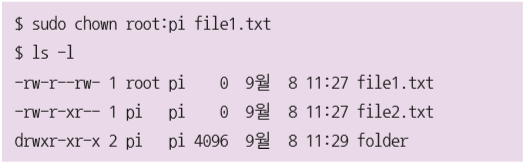 $ sudo chown root:pi file1.txt
$ ls -l
-rw-r--rw- 1 root pi 0 9월 8 11:27 file1.txt
-rw-r-xr-- 1 pi pi 0 9월 8 11:27 file2.txt
drwxr-xr-x 2 pi pi 4096 9월 8 11:29 folder